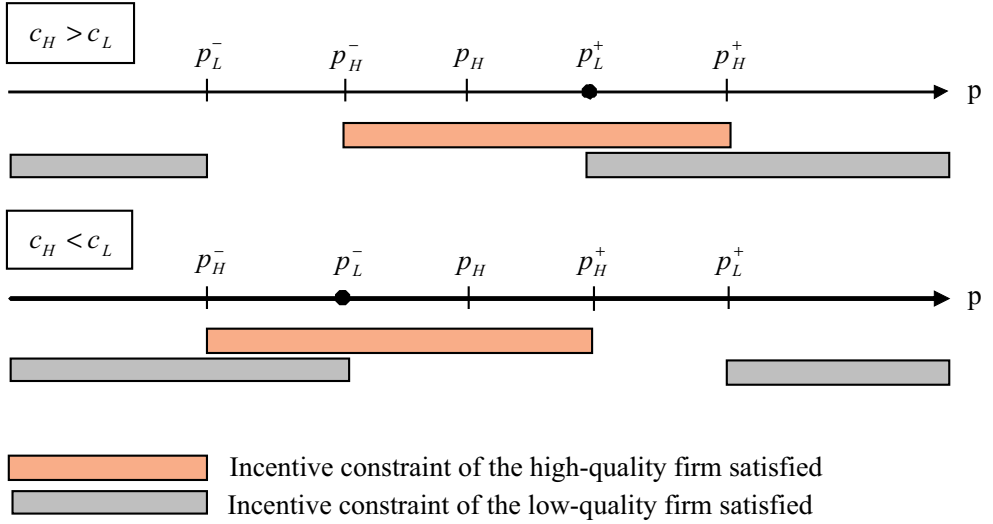 c_H > c_L
p_L^- p_H^- p_H p_L^+ p_H^+
p
c_H < c_L
p_H^- p_L^- p_H p_H^+ p_L^+
p
Incentive constraint of the high-quality firm satisfied
Incentive constraint of the low-quality firm satisfied